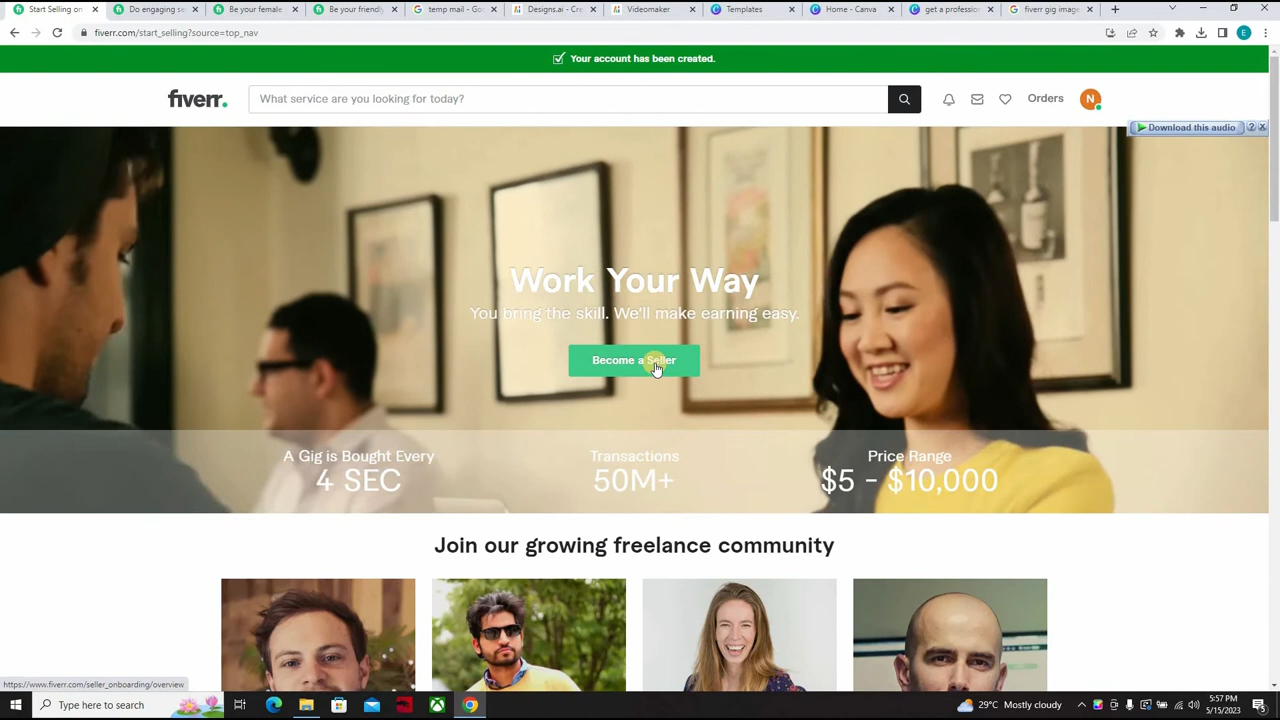 Start Selling on
Do engaging se
Be your female
Be your friendly
temp mail - Go
Designs.ai -
Videomaker
Templates
Home - Canva
get a profession
fiverr gig image
fiverr.com/start_selling?source=top_nav
E
Your account has been created.
fiverr.
What service are you looking for today?
Orders
N
Download this audio
Work Your Way
You bring the skill. We'll make earning easy.
Become a Seller
A Gig is Bought Every
4 SEC
Transactions
50M+
Price Range
$5 - $10,000
Join our growing freelance community
https://www.fiverr.com/seller_onboarding/overview
Type here to search
29°C Mostly cloudy
5:57 PM
5/15/2023